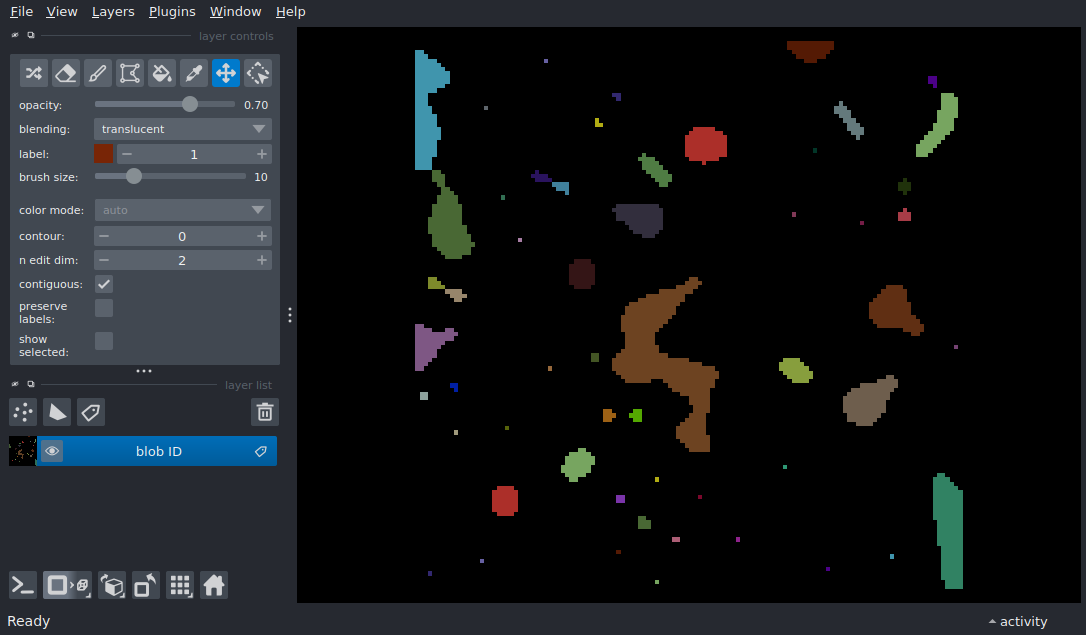 File View Layers Plugins Window Help
layer controls
opacity: 0.70
blending: translucent
label: 1
brush size: 10
color mode: auto
contour: 0
n edit dim: 2
contiguous:
preserve
labels:
show
selected:
layer list
blob ID
Ready
activity